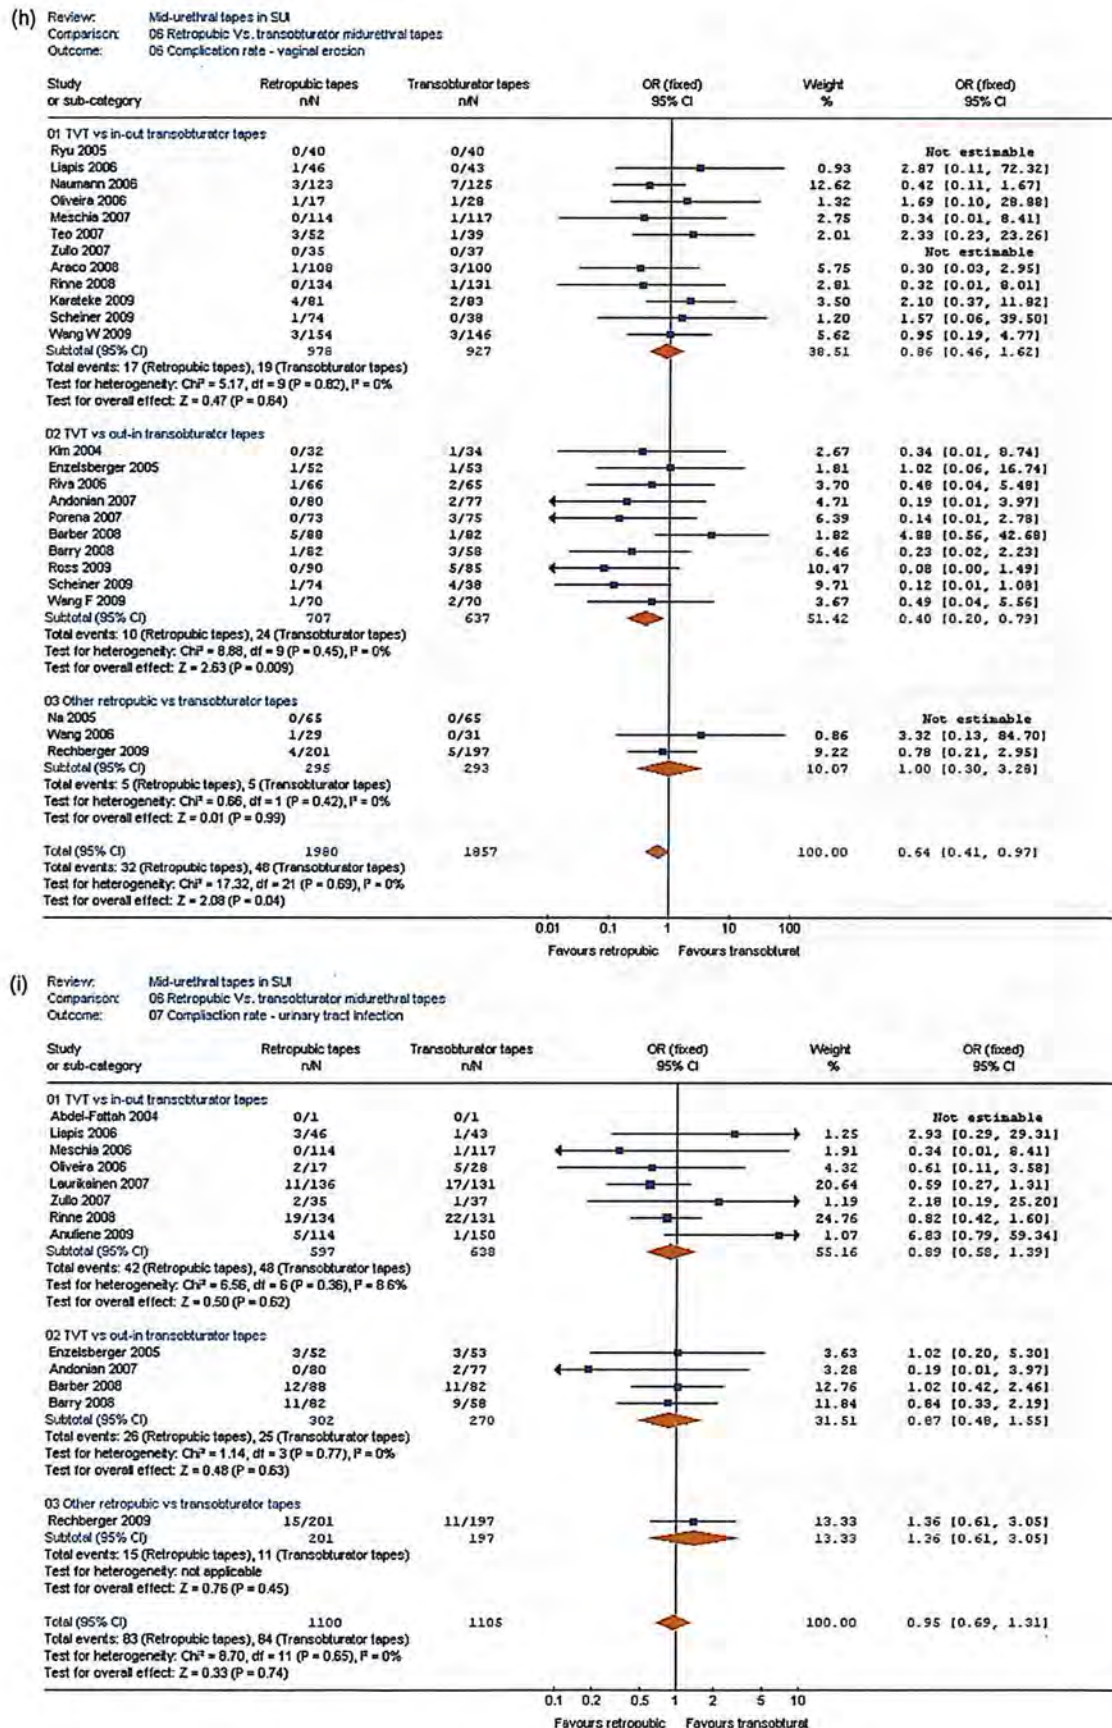 (h) Review: Mid-urethral tapes in SUI
Comparison: 06 Retropubic Vs. transobturator midurethral tapes
Outcome: 06 Complication rate - vaginal erosion
Study Retropubic tapes Transobturator tapes OR (fixed) Weight OR (fixed)
or sub-category n/N n/N 95% CI % 95% CI
01 TVT vs in-out transobturator tapes
Ryu 2005 0/40 0/40 Not estimable
Liapis 2006 1/46 0/43 0.93 2.87 [0.11, 72.32]
Naumann 2006 3/123 7/125 12.62 0.42 [0.11, 1.67]
Oliveira 2006 1/17 1/28 1.32 1.69 [0.10, 28.88]
Meschia 2007 0/114 1/117 2.75 0.34 [0.01, 8.41]
Teo 2007 3/52 1/39 2.01 2.33 [0.23, 23.26]
Zullo 2007 0/35 0/37 Not estimable
Araco 2008 1/108 3/100 5.75 0.30 [0.03, 2.95]
Rinne 2008 0/134 1/131 2.81 0.32 [0.01, 8.01]
Karateke 2009 4/81 2/83 3.50 2.10 [0.37, 11.82]
Scheiner 2009 1/74 0/38 1.20 1.57 [0.06, 39.50]
Wang W 2009 3/154 3/146 5.62 0.95 [0.19, 4.77]
Subtotal (95% CI) 978 927 38.51 0.86 [0.46, 1.62]
Total events: 17 (Retropubic tapes), 19 (Transobturator tapes)
Test for heterogeneity: Chi² = 5.17, df = 9 (P = 0.82), I² = 0%
Test for overall effect: Z = 0.47 (P = 0.64)
02 TVT vs out-in transobturator tapes
Kim 2004 0/32 1/34 2.67 0.34 [0.01, 8.74]
Enzelsberger 2005 1/52 1/53 1.81 1.02 [0.06, 16.74]
Riva 2006 1/66 2/65 3.70 0.48 [0.04, 5.48]
Andonian 2007 0/80 2/77 4.71 0.19 [0.01, 3.97]
Porena 2007 0/73 3/75 6.39 0.14 [0.01, 2.78]
Barber 2008 5/88 1/82 1.82 4.88 [0.56, 42.68]
Barry 2008 1/82 3/58 6.46 0.23 [0.02, 2.23]
Ross 2009 0/90 5/85 10.47 0.08 [0.00, 1.49]
Scheiner 2009 1/74 4/38 9.71 0.12 [0.01, 1.08]
Wang F 2009 1/70 2/70 3.67 0.49 [0.04, 5.56]
Subtotal (95% CI) 707 637 51.42 0.40 [0.20, 0.79]
Total events: 10 (Retropubic tapes), 24 (Transobturator tapes)
Test for heterogeneity: Chi² = 8.88, df = 9 (P = 0.45), I² = 0%
Test for overall effect: Z = 2.63 (P = 0.009)
03 Other retropubic vs transobturator tapes
Na 2005 0/65 0/65 Not estimable
Wang 2006 1/29 0/31 0.86 3.32 [0.13, 84.70]
Rechberger 2009 4/201 5/197 9.22 0.78 [0.21, 2.95]
Subtotal (95% CI) 295 293 10.07 1.00 [0.30, 3.28]
Total events: 5 (Retropubic tapes), 5 (Transobturator tapes)
Test for heterogeneity: Chi² = 0.66, df = 1 (P = 0.42), I² = 0%
Test for overall effect: Z = 0.01 (P = 0.99)
Total (95% CI) 1980 1857 100.00 0.64 [0.41, 0.97]
Total events: 32 (Retropubic tapes), 48 (Transobturator tapes)
Test for heterogeneity: Chi² = 17.32, df = 21 (P = 0.69), I² = 0%
Test for overall effect: Z = 2.08 (P = 0.04)
0.01 0.1 1 10 100
Favours retropubic Favours transobturat
(i) Review: Mid-urethral tapes in SUI
Comparison: 06 Retropubic Vs. transobturator midurethral tapes
Outcome: 07 Compliaction rate - urinary tract infection
Study Retropubic tapes Transobturator tapes OR (fixed) Weight OR (fixed)
or sub-category n/N n/N 95% CI % 95% CI
01 TVT vs in-out transobturator tapes
Abdel-Fattah 2004 0/1 0/1 Not estimable
Liapis 2006 3/46 1/43 1.25 2.93 [0.29, 29.31]
Meschia 2006 0/114 1/117 1.91 0.34 [0.01, 8.41]
Oliveira 2006 2/17 5/28 4.32 0.61 [0.11, 3.58]
Laurikainen 2007 11/136 17/131 20.64 0.59 [0.27, 1.31]
Zullo 2007 2/35 1/37 1.19 2.18 [0.19, 25.20]
Rinne 2008 19/134 22/131 24.76 0.82 [0.42, 1.60]
Anuliene 2009 5/114 1/150 1.07 6.83 [0.79, 59.34]
Subtotal (95% CI) 597 638 55.16 0.89 [0.58, 1.39]
Total events: 42 (Retropubic tapes), 48 (Transobturator tapes)
Test for heterogeneity: Chi² = 6.56, df = 6 (P = 0.36), I² = 8.6%
Test for overall effect: Z = 0.50 (P = 0.62)
02 TVT vs out-in transobturator tapes
Enzelsberger 2005 3/52 3/53 3.63 1.02 [0.20, 5.30]
Andonian 2007 0/80 2/77 3.28 0.19 [0.01, 3.97]
Barber 2008 12/88 11/82 12.76 1.02 [0.42, 2.46]
Barry 2008 11/82 9/58 11.84 0.84 [0.33, 2.19]
Subtotal (95% CI) 302 270 31.51 0.87 [0.48, 1.55]
Total events: 26 (Retropubic tapes), 25 (Transobturator tapes)
Test for heterogeneity: Chi² = 1.14, df = 3 (P = 0.77), I² = 0%
Test for overall effect: Z = 0.48 (P = 0.63)
03 Other retropubic vs transobturator tapes
Rechberger 2009 15/201 11/197 13.33 1.36 [0.61, 3.05]
Subtotal (95% CI) 201 197 13.33 1.36 [0.61, 3.05]
Total events: 15 (Retropubic tapes), 11 (Transobturator tapes)
Test for heterogeneity: not applicable
Test for overall effect: Z = 0.76 (P = 0.45)
Total (95% CI) 1100 1105 100.00 0.95 [0.69, 1.31]
Total events: 83 (Retropubic tapes), 84 (Transobturator tapes)
Test for heterogeneity: Chi² = 8.70, df = 11 (P = 0.65), I² = 0%
Test for overall effect: Z = 0.33 (P = 0.74)
0.1 0.2 0.5 1 2 5 10
Favours retropubic Favours transobturat